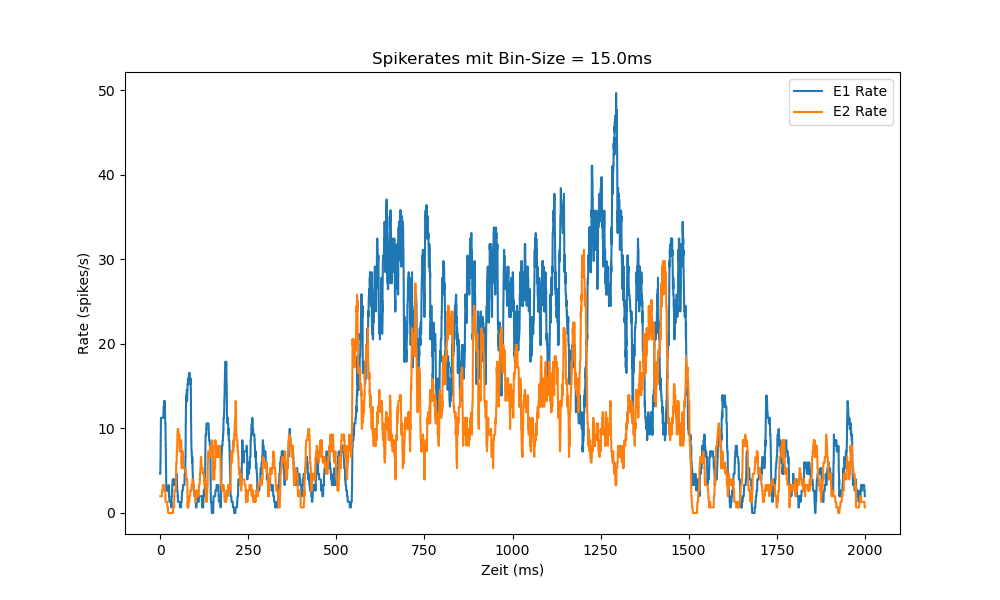 Spikerates mit Bin-Size = 15.0ms
E1 Rate
E2 Rate
50
40
30
20
10
0
Rate (spikes/s)
0 250 500 750 1000 1250 1500 1750 2000
Zeit (ms)